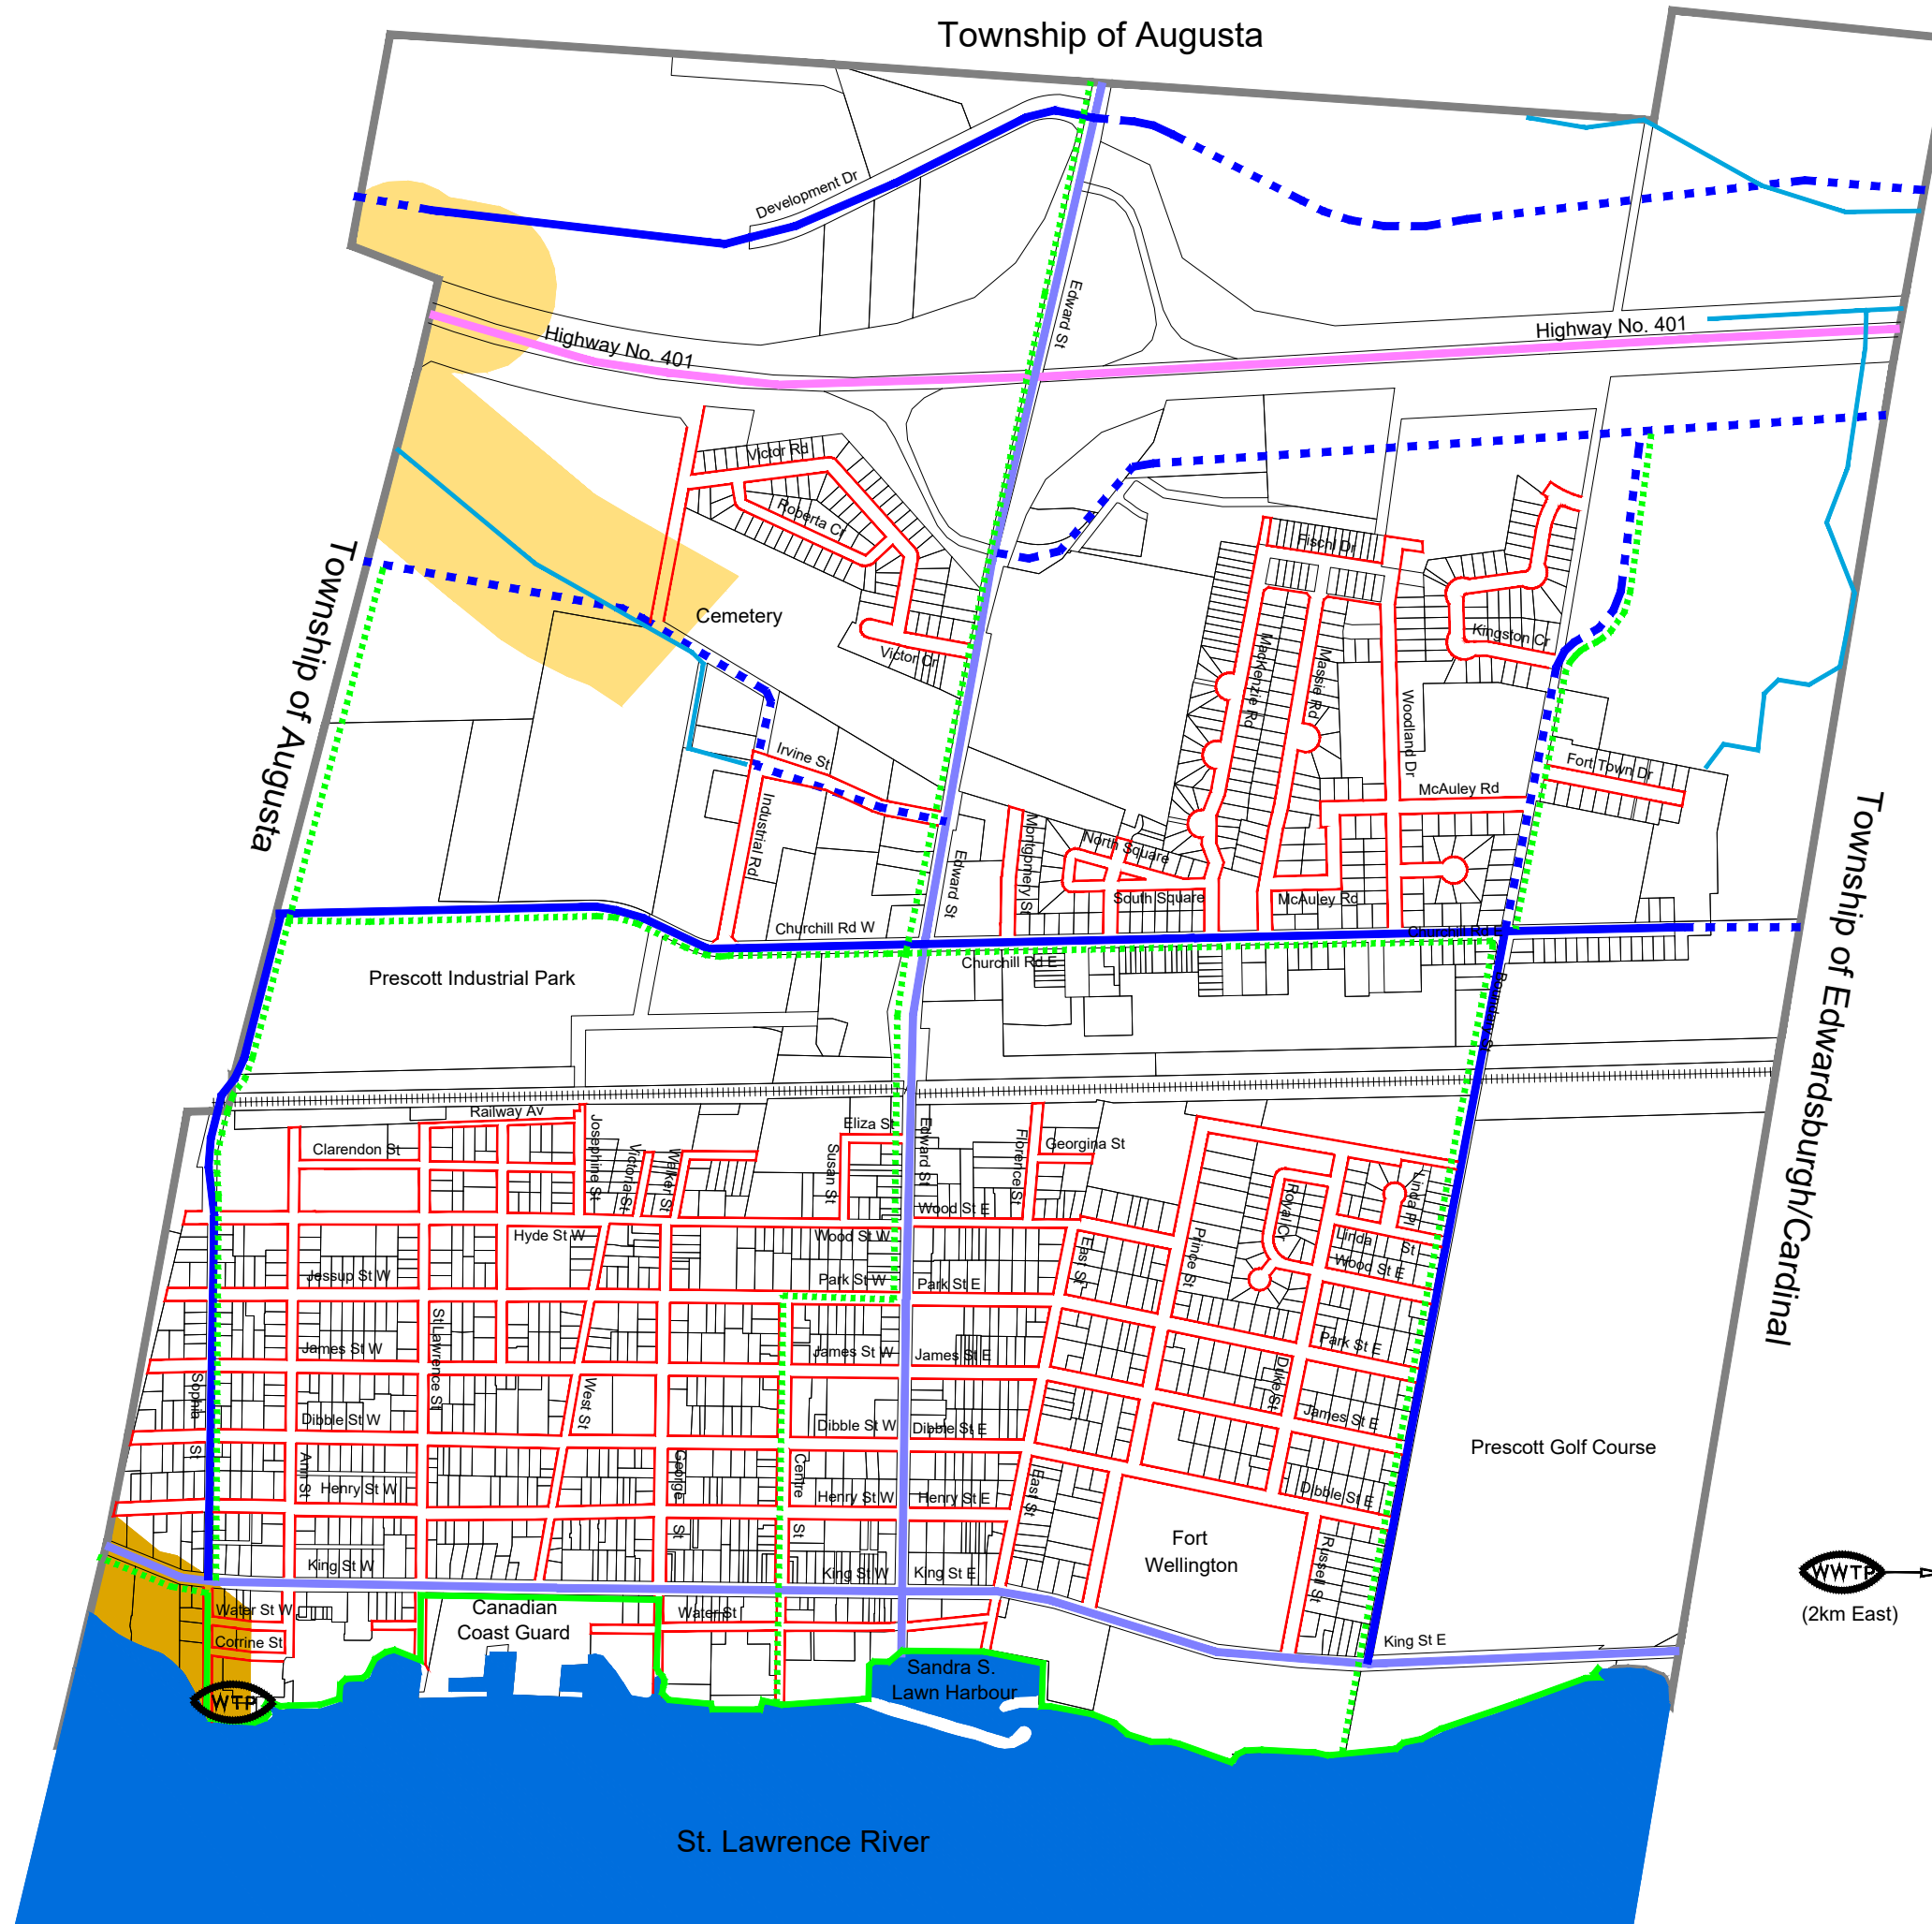 Township of Augusta
Development Dr
Edward St
Highway No. 401
Highway No. 401
Victor Rd
Roberta Cr
Fischl Dr
Township of Augusta
Cemetery
Victor Cr
Kingston Cr
Mackenzie Rd
Massie Rd
Woodland Dr
Irvine St
Fort Town Dr
McAuley Rd
Industrial Rd
Edward St
Montgomery St
North Square
South Square
McAuley Rd
Churchill Rd W
Churchill Rd E
Churchill Rd E
Prescott Industrial Park
Boundary St
Township of Edwardsburgh/Cardinal
Railway Av
Clarendon St
Josephine St
Victoria St
Walker St
Eliza St
Susan St
Edward St
Florence St
Georgina St
Wood St E
Hyde St W
Wood St W
Royal Cr
Linda Pl
Linda St
Wood St E
East St
Prince St
Jessup St W
Park St W
Park St E
St Lawrence St
James St W
James St W
James St E
Park St E
Sophia St
West St
Duke St
Dibble St W
Dibble St W
Dibble St E
James St E
Prescott Golf Course
Ann St
George St
Centre St
East St
Henry St W
Henry St W
Henry St E
Dibble St E
Fort
Wellington
Russell St
King St W
King St W
King St E
WWTP
(2km East)
Water St W
Canadian
Coast Guard
Water St
Corrine St
King St E
Sandra S.
Lawn Harbour
WTP
St. Lawrence River